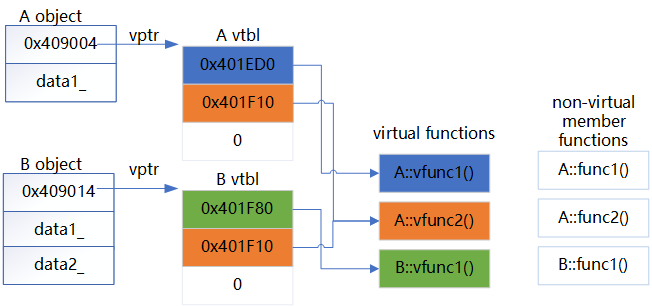 A object
0x409004
data1_
vptr
A vtbl
0x401ED0
0x401F10
0
B object
0x409014
data1_
data2_
vptr
B vtbl
0x401F80
0x401F10
0
virtual functions
A::vfunc1()
A::vfunc2()
B::vfunc1()
non-virtual
member
functions
A::func1()
A::func2()
B::func1()